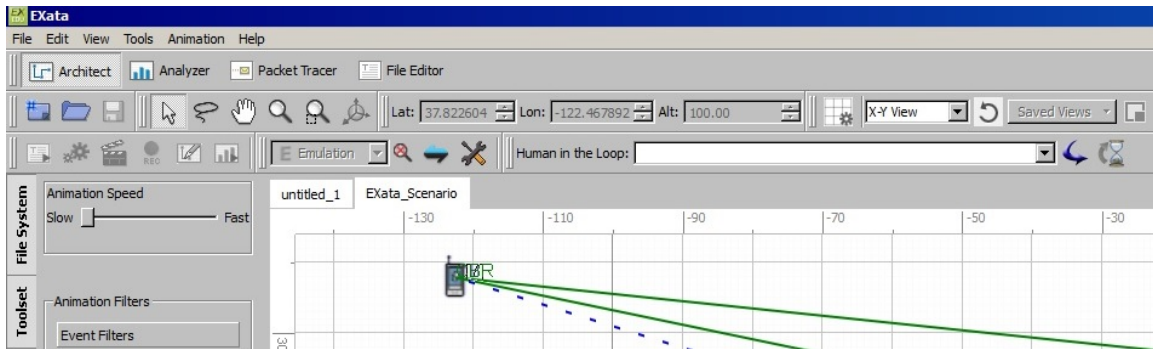 EXata
File Edit View Tools Animation Help
Architect Analyzer Packet Tracer File Editor
Lat: 37.822604 Lon: -122.467892 Alt: 100.00 X-Y View Saved Views
REC E Emulation Human in the Loop:
File System
Toolset
Animation Speed
Slow Fast
Animation Filters
Event Filters
untitled_1 EXata_Scenario
-130 -110 -90 -70 -50 -30